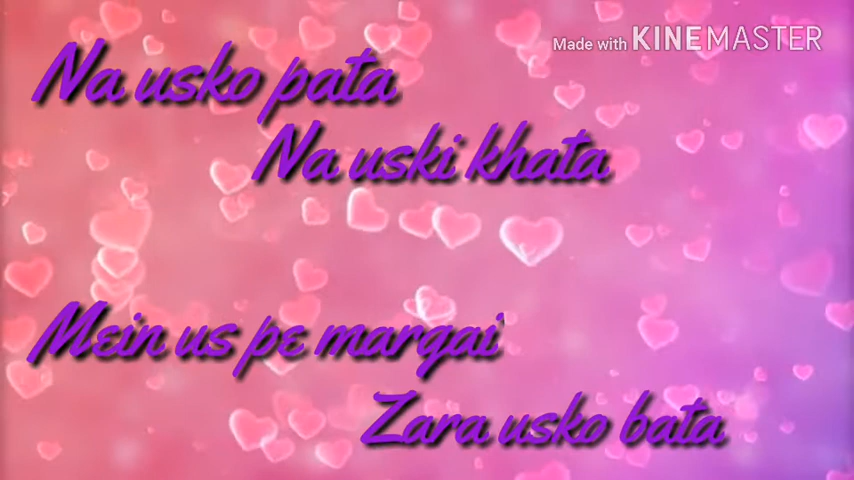 Made with KINEMASTER
Na usko pata
Na uski khata
Mein us pe margai
Zara usko bata